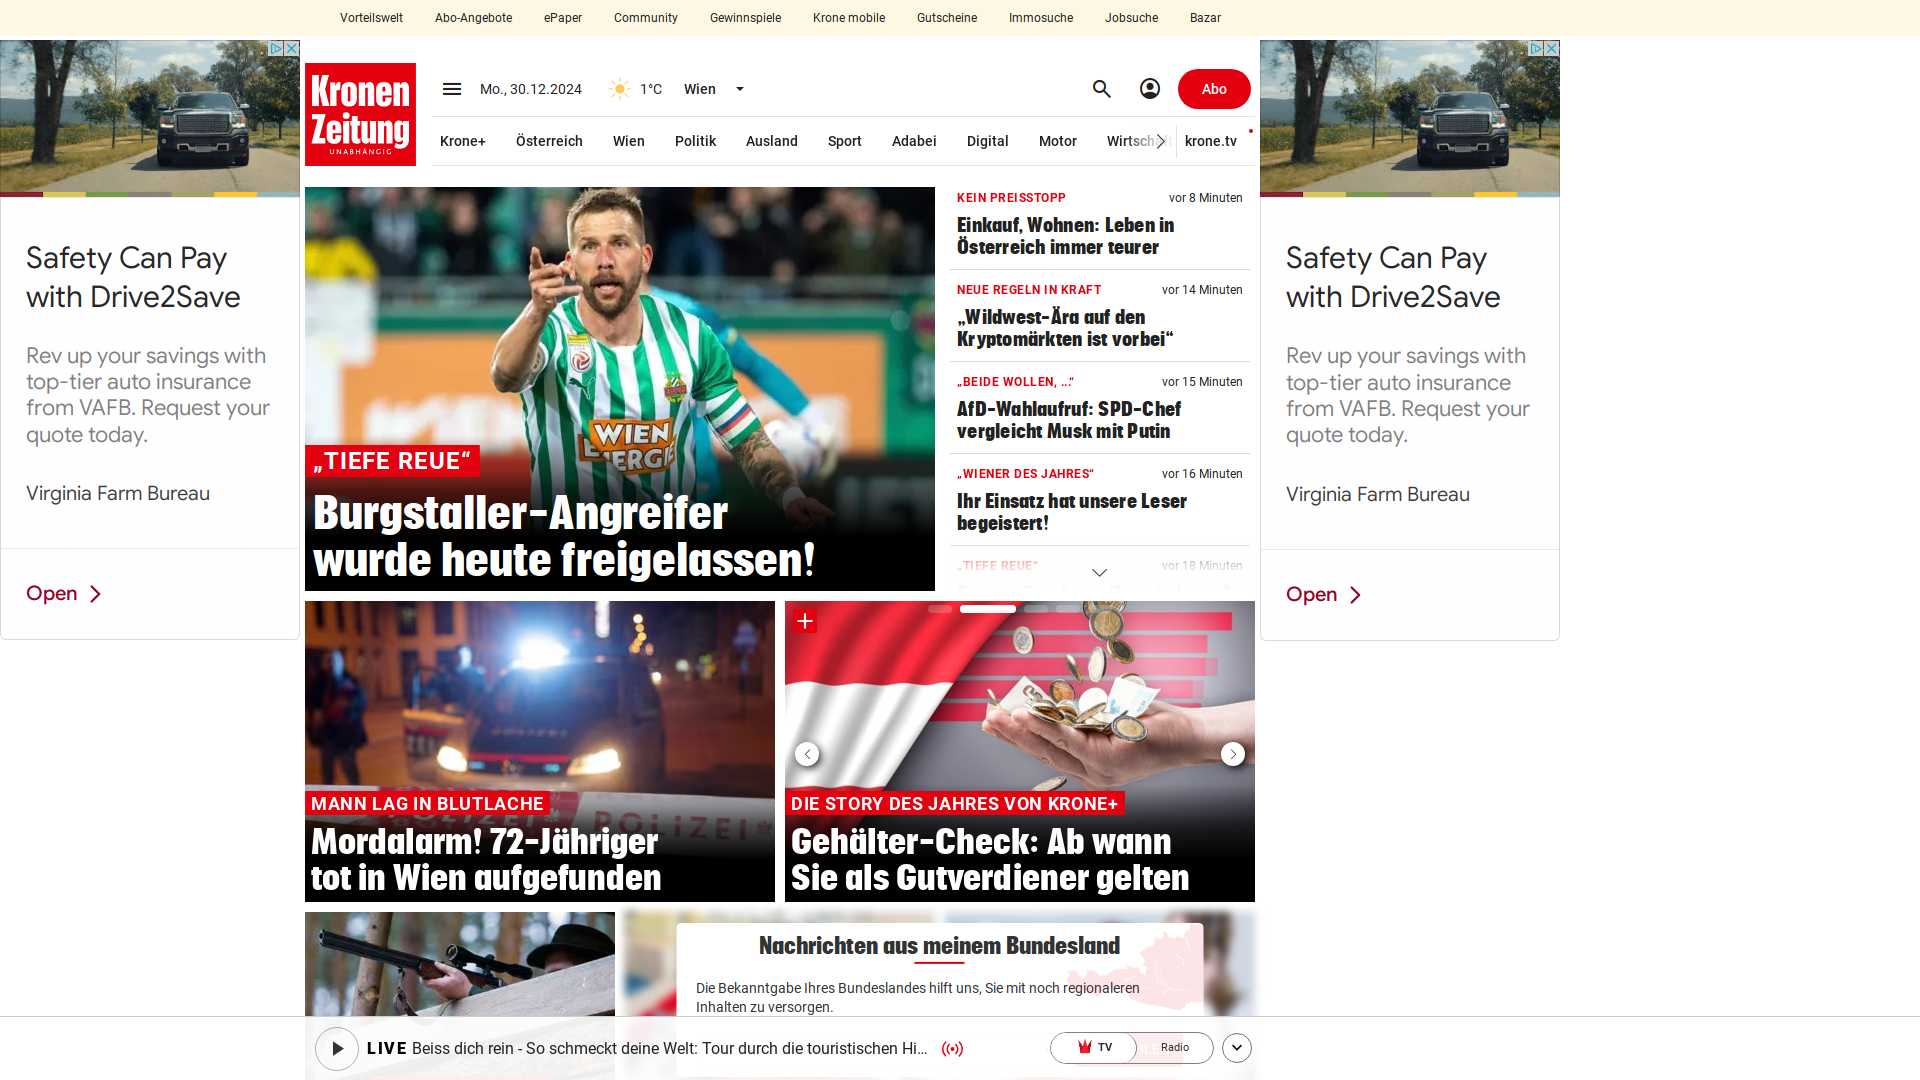 Vorteilswelt Abo-Angebote ePaper Community Gewinnspiele Krone mobile Gutscheine Immosuche Jobsuche Bazar
Kronen
Zeitung
UNABHÄNGIG
Mo., 30.12.2024 1°C Wien
Abo
Krone+ Österreich Wien Politik Ausland Sport Adabei Digital Motor krone.tv
Safety Can Pay
with Drive2Save
Rev up your savings with
top-tier auto insurance
from VAFB. Request your
quote today.
Virginia Farm Bureau
Open
WIEN
ENERGIE
„TIEFE REUE“
Burgstaller-Angreifer
wurde heute freigelassen!
KEIN PREISSTOPP vor 8 Minuten
Einkauf, Wohnen: Leben in
Österreich immer teurer
NEUE REGELN IN KRAFT vor 14 Minuten
„Wildwest-Ära auf den
Kryptomärkten ist vorbei“
„BEIDE WOLLEN, ...“ vor 15 Minuten
AfD-Wahlaufruf: SPD-Chef
vergleicht Musk mit Putin
„WIENER DES JAHRES“ vor 16 Minuten
Ihr Einsatz hat unsere Leser
begeistert!
„TIEFE REUE“ vor 18 Minuten
Safety Can Pay
with Drive2Save
Rev up your savings with
top-tier auto insurance
from VAFB. Request your
quote today.
Virginia Farm Bureau
Open
POLIZEI
MANN LAG IN BLUTLACHE
Mordalarm! 72-Jähriger
tot in Wien aufgefunden
DIE STORY DES JAHRES VON KRONE+
Gehälter-Check: Ab wann
Sie als Gutverdiener gelten
Nachrichten aus meinem Bundesland
Die Bekanntgabe Ihres Bundeslandes hilft uns, Sie mit noch regionaleren
Inhalten zu versorgen.
LIVE Beiss dich rein - So schmeckt deine Welt: Tour durch die touristischen Hi...
TV Radio